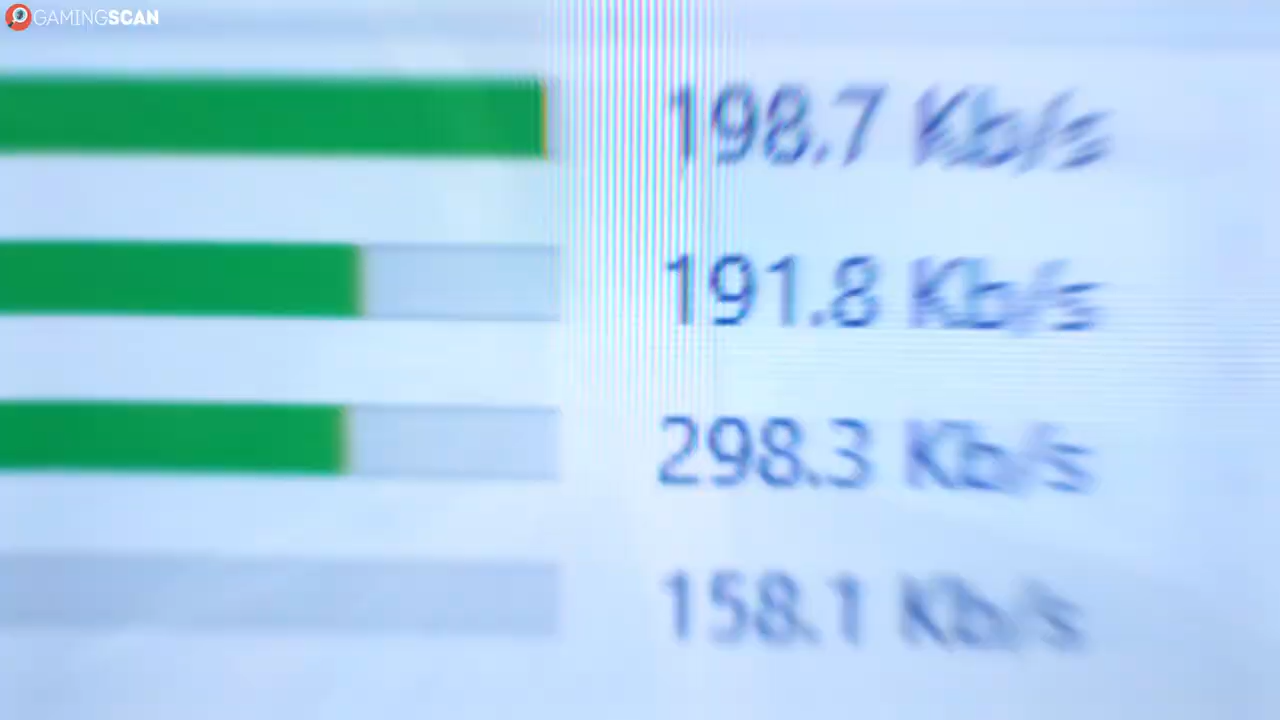 GAMINGSCAN
198.7 Kb/s
191.8 Kb/s
298.3 Kb/s
158.1 Kb/s